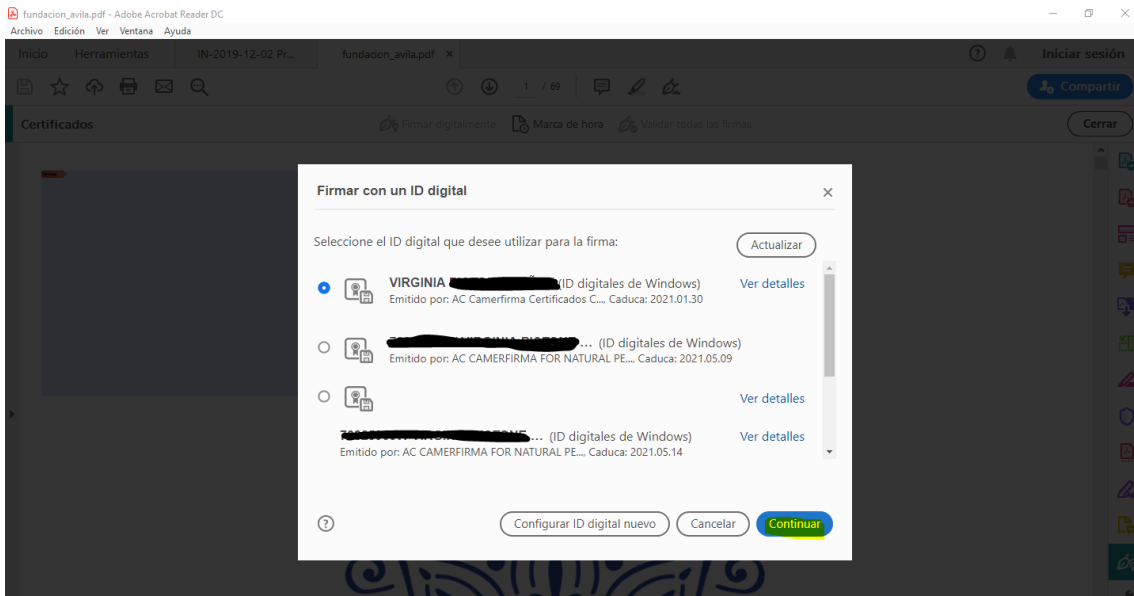 fundacion_avila.pdf - Adobe Acrobat Reader DC
Archivo Edición Ver Ventana Ayuda
Inicio Herramientas IN-2019-12-02 Pr... fundacion_avila.pdf × Iniciar sesión
1 / 69 Compartir
Certificados Firmar digitalmente Marca de hora Validar todas las firmas Cerrar
Firmar con un ID digital
Seleccione el ID digital que desee utilizar para la firma: Actualizar
VIRGINIA (ID digitales de Windows) Ver detalles
Emitido por: AC Camerfirma Certificados C..., Caduca: 2021.01.30
... (ID digitales de Windows)
Emitido por: AC CAMERFIRMA FOR NATURAL PE..., Caduca: 2021.05.09
Ver detalles
... (ID digitales de Windows) Ver detalles
Emitido por: AC CAMERFIRMA FOR NATURAL PE..., Caduca: 2021.05.14
Configurar ID digital nuevo Cancelar Continuar